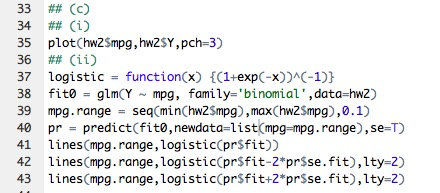 33 ## (c)
34 ## (i)
35 plot(hw2$mpg,hw2$Y,pch=3)
36 ## (ii)
37 logistic = function(x) {(1+exp(-x))^(-1)}
38 fit0 = glm(Y ~ mpg, family='binomial',data=hw2)
39 mpg.range = seq(min(hw2$mpg),max(hw2$mpg),0.1)
40 pr = predict(fit0,newdata=list(mpg=mpg.range),se=T)
41 lines(mpg.range,logistic(pr$fit))
42 lines(mpg.range,logistic(pr$fit-2*pr$se.fit),lty=2)
43 lines(mpg.range,logistic(pr$fit+2*pr$se.fit),lty=2)